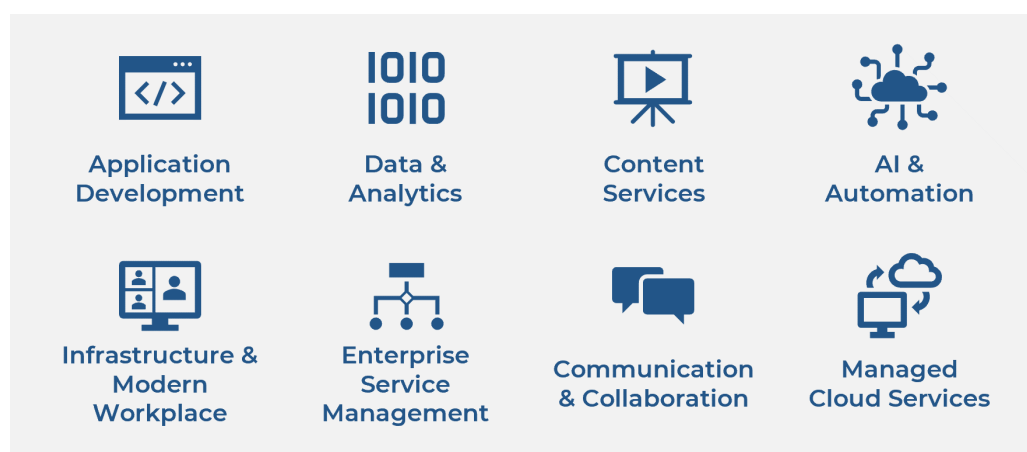 </>
1010
1010
Application
Development
Data &
Analytics
Content
Services
AI &
Automation
Infrastructure &
Modern
Workplace
Enterprise
Service
Management
Communication
& Collaboration
Managed
Cloud Services